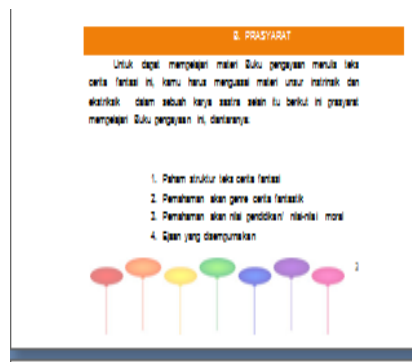 B. PRASYARAT
Untuk dapat mempelajari materi Buku pengayaan menulis teks
cerita fantasi ini, kamu harus menguasai materi unsur instrinsik dan
ekstriksik dalam sebuah karya sastra selain itu berikut ini prasyarat
mempelajari Buku pengayaan ini, diantaranya:
1. Paham struktur teks cerita fantasi
2. Pemahaman akan genre cerita fantastik
3. Pemahaman akan nilai pendidikan/ nilai-nilai moral
4. Ejaan yang disempurnakan